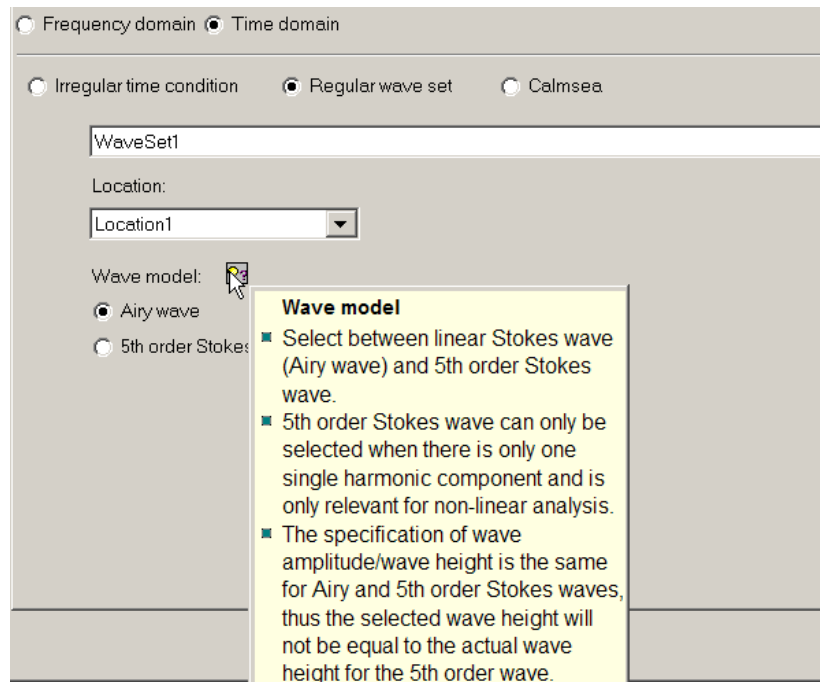 Frequency domain Time domain
Irregular time condition Regular wave set Calmsea
WaveSet1
Location:
Location1
Wave model:
Airy wave
5th order Stokes
Wave model
Select between linear Stokes wave
(Airy wave) and 5th order Stokes
wave.
5th order Stokes wave can only be
selected when there is only one
single harmonic component and is
only relevant for non-linear analysis.
The specification of wave
amplitude/wave height is the same
for Airy and 5th order Stokes waves,
thus the selected wave height will
not be equal to the actual wave
height for the 5th order wave.